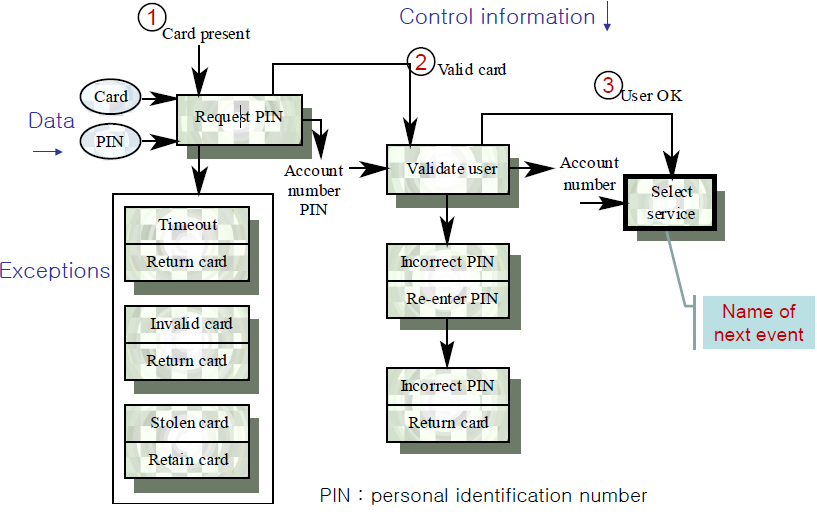 1
Card present
Control information
2
Valid card
3
User OK
Card
Data
PIN
Request PIN
Account
number
PIN
Validate user
Account
number
Select
service
Timeout
Return card
Exceptions
Invalid card
Return card
Stolen card
Retain card
Incorrect PIN
Re-enter PIN
Incorrect PIN
Return card
Name of
next event
PIN : personal identification number